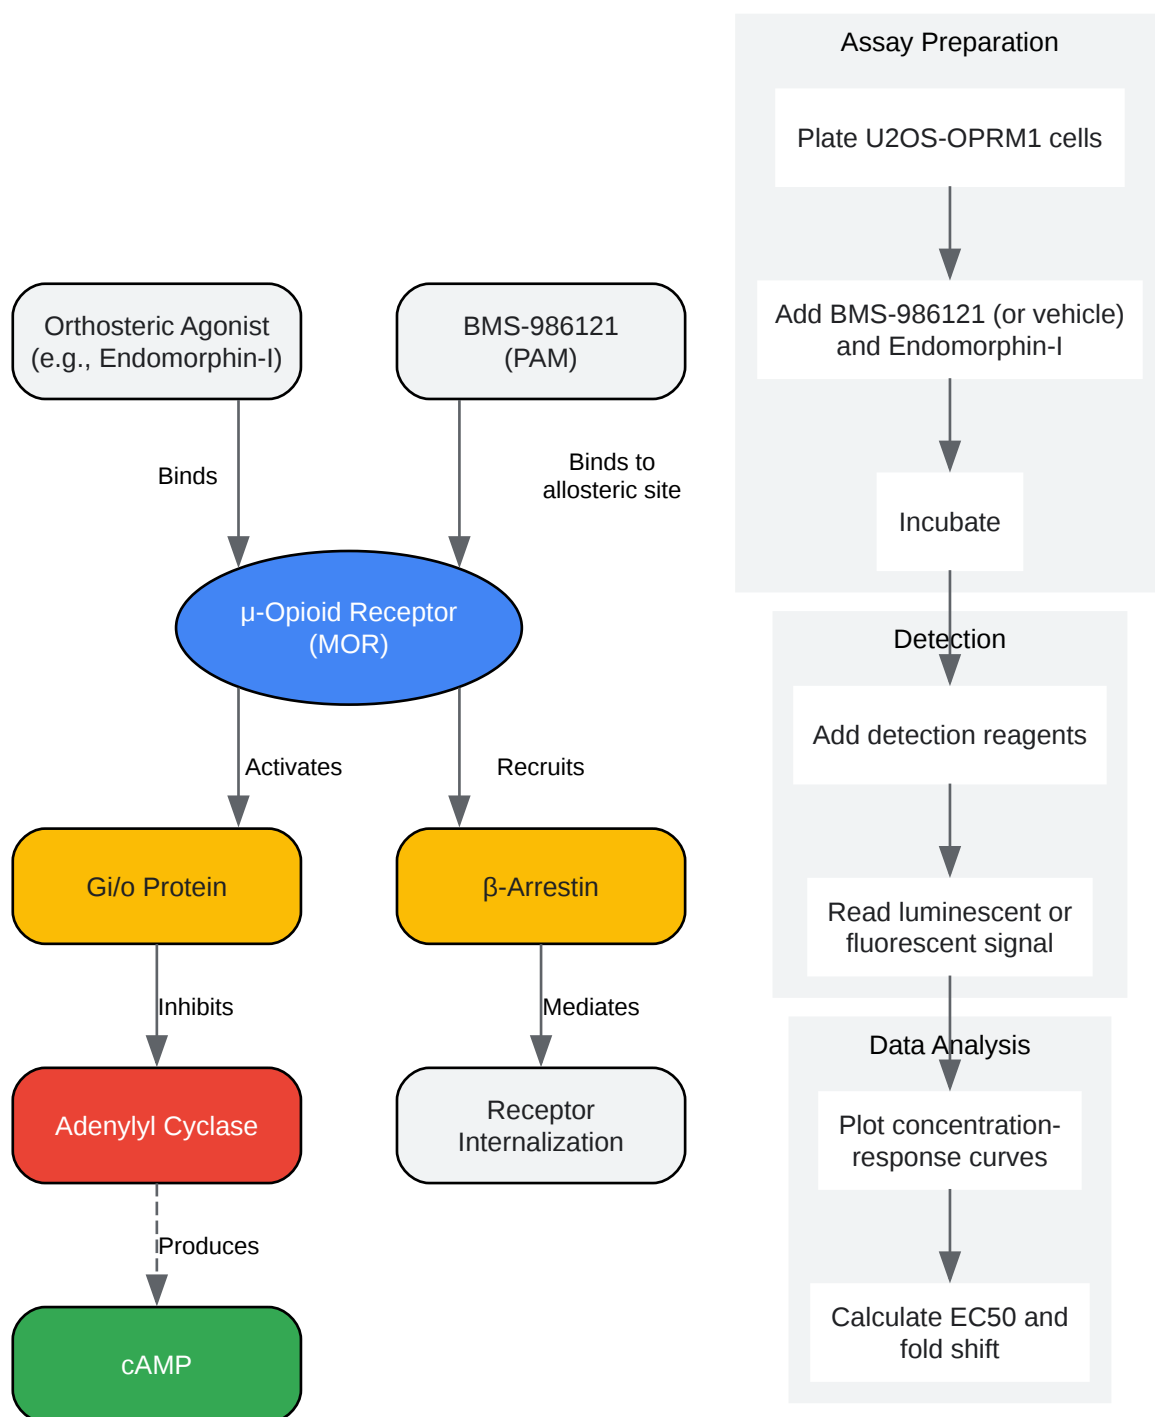 Orthosteric Agonist
(e.g., Endomorphin-I)
BMS-986121
(PAM)
Binds
Binds to
allosteric site
μ-Opioid Receptor
(MOR)
Activates
Recruits
Gi/o Protein
β-Arrestin
Inhibits
Mediates
Adenylyl Cyclase
Receptor
Internalization
Produces
cAMP
Assay Preparation
Plate U2OS-OPRM1 cells
Add BMS-986121 (or vehicle)
and Endomorphin-I
Incubate
Detection
Add detection reagents
Read luminescent or
fluorescent signal
Data Analysis
Plot concentration-
response curves
Calculate EC50 and
fold shift